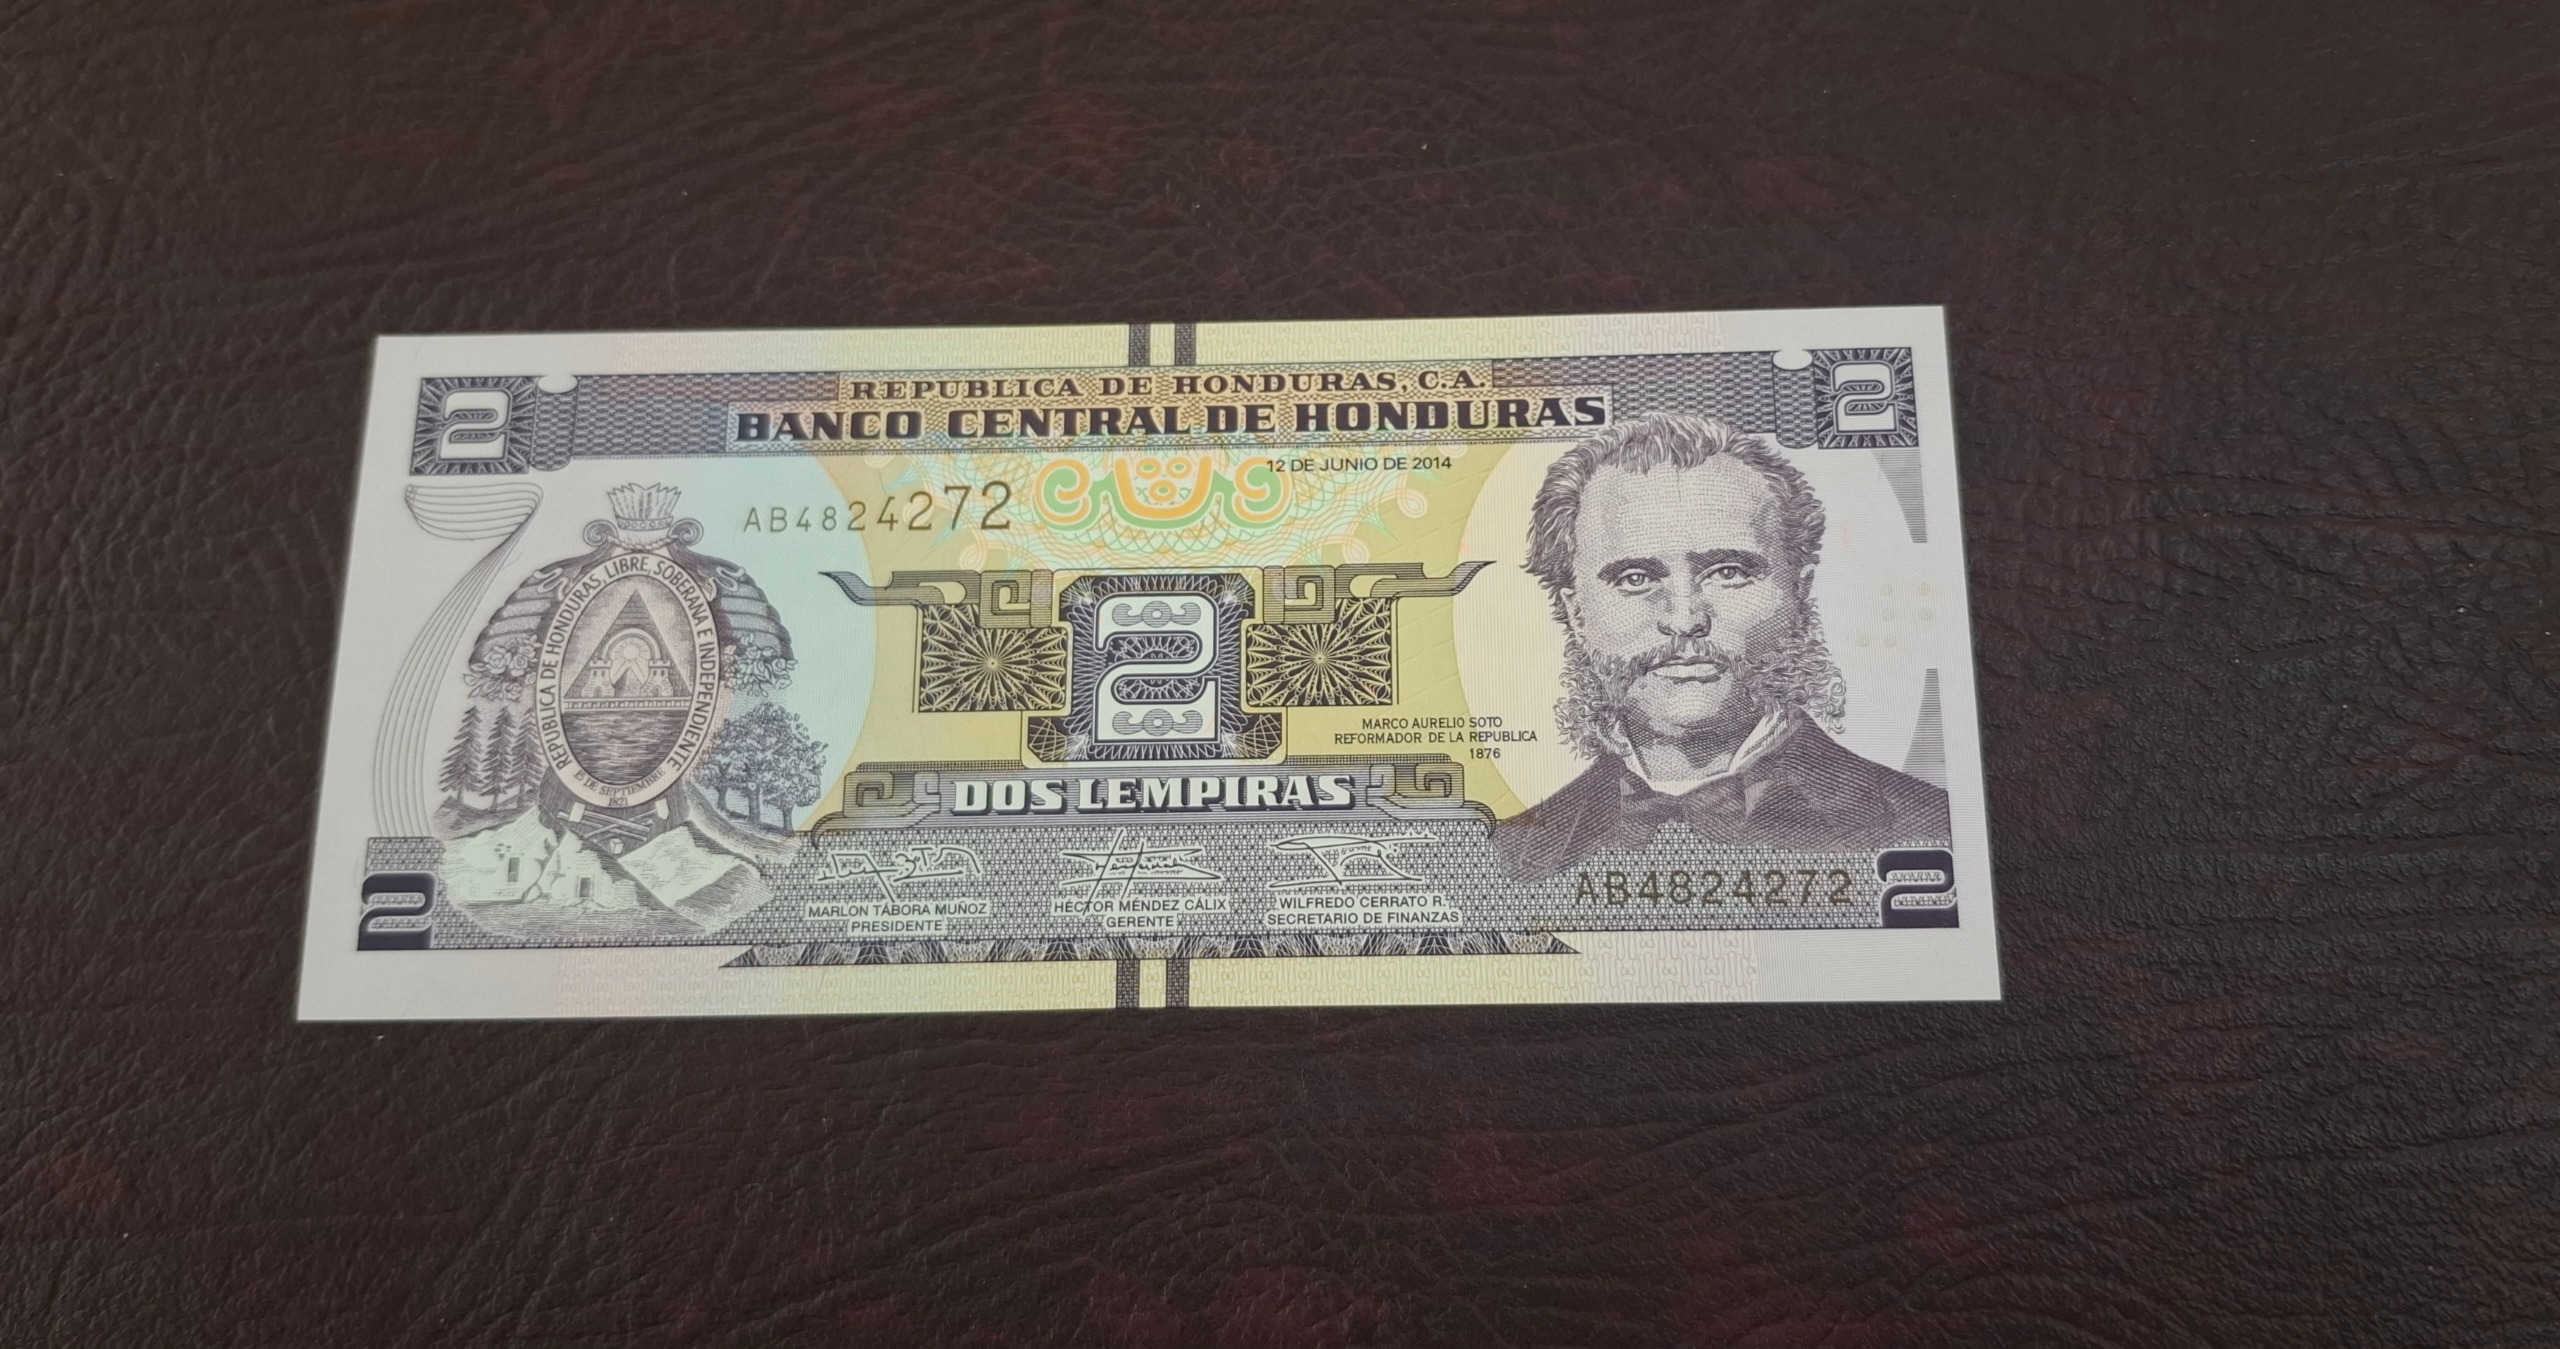 2
2
REPUBLICA DE HONDURAS, C.A.
BANCO CENTRAL DE HONDURAS
12 DE JUNIO DE 2014
AB4824272
REPUBLICA DE HONDURAS, LIBRE, SOBERANA E INDEPENDIENTE
15 DE SEPTIEMBRE
1821
2
MARCO AURELIO SOTO
REFORMADOR DE LA REPUBLICA
1876
DOS LEMPIRAS
MARLON TÁBORA MUÑOZ
PRESIDENTE
HÉCTOR MÉNDEZ CÁLIX
GERENTE
WILFREDO CERRATO R.
SECRETARIO DE FINANZAS
AB4824272
2
2